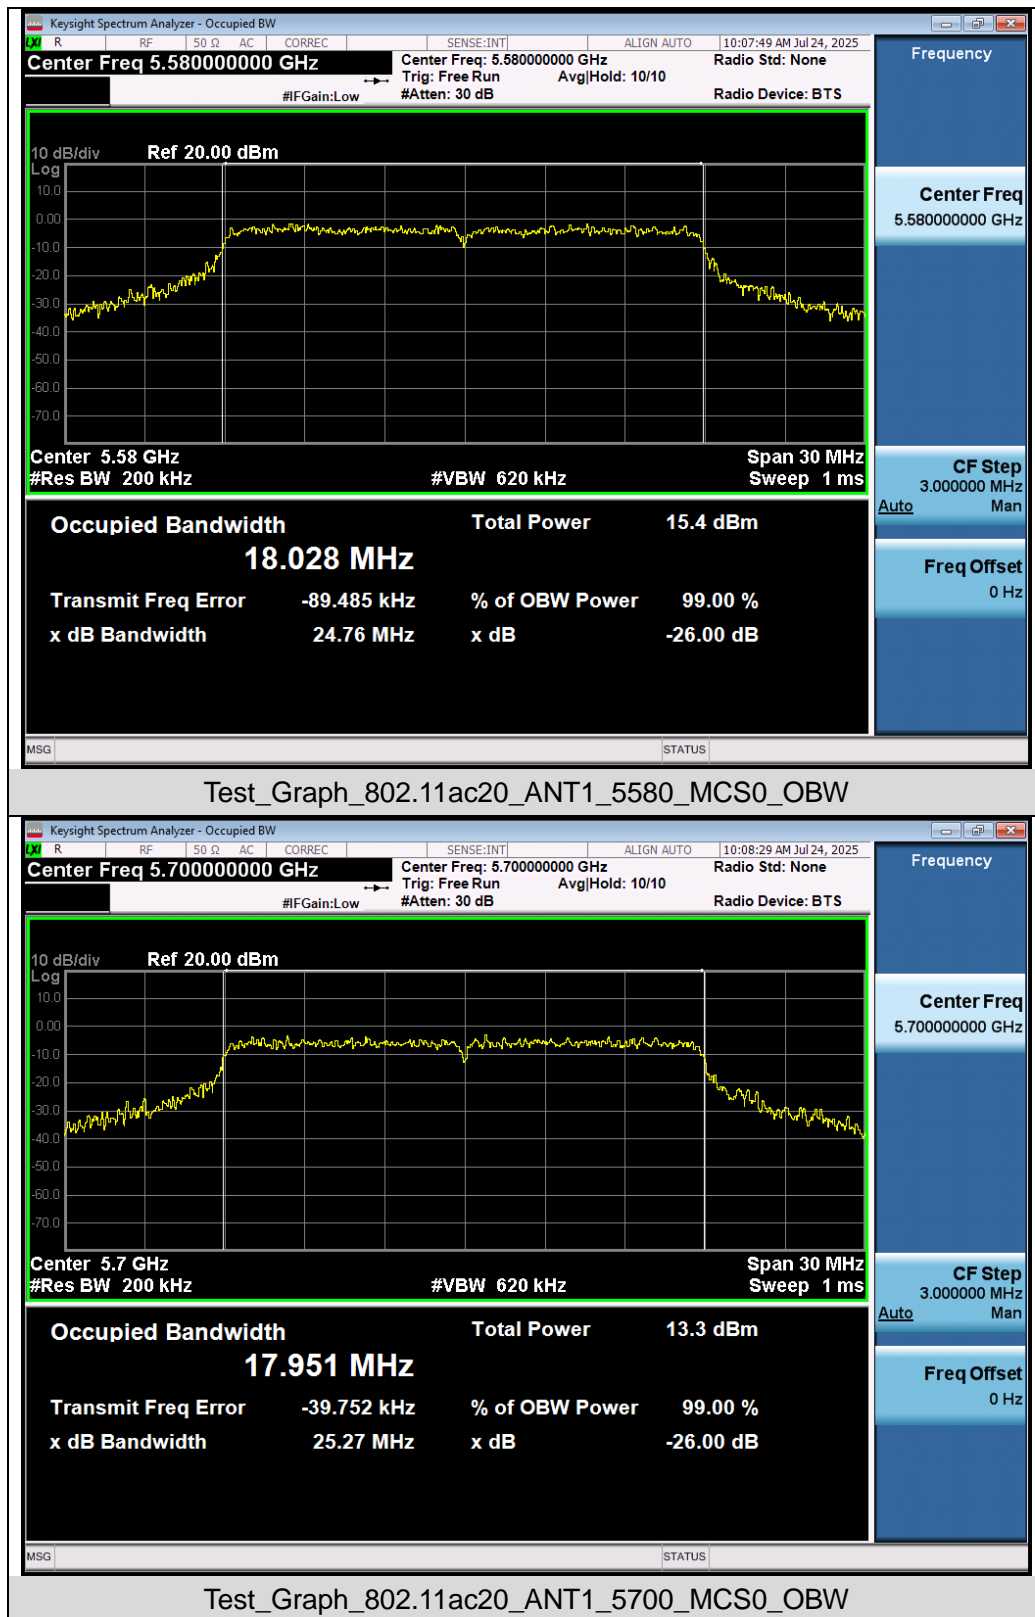 Keysight Spectrum Analyzer - Occupied BW
LXI R RF 50 Ω AC CORREC SENSE:INT ALIGN AUTO 10:07:49 AM Jul 24, 2025
Center Freq 5.580000000 GHz
Center Freq: 5.580000000 GHz
Radio Std: None
Trig: Free Run Avg|Hold: 10/10
#IFGain:Low
#Atten: 30 dB
Radio Device: BTS
Frequency
10 dB/div Ref 20.00 dBm
Log
10.0
0.00
-10.0
-20.0
-30.0
-40.0
-50.0
-60.0
-70.0
Center Freq
5.580000000 GHz
Center 5.58 GHz Span 30 MHz
#Res BW 200 kHz #VBW 620 kHz Sweep 1 ms
CF Step
3.000000 MHz
Auto Man
Occupied Bandwidth Total Power 15.4 dBm
18.028 MHz
Transmit Freq Error -89.485 kHz % of OBW Power 99.00 %
x dB Bandwidth 24.76 MHz x dB -26.00 dB
Freq Offset
0 Hz
MSG STATUS
Test_Graph_802.11ac20_ANT1_5580_MCS0_OBW
Keysight Spectrum Analyzer - Occupied BW
LXI R RF 50 Ω AC CORREC SENSE:INT ALIGN AUTO 10:08:29 AM Jul 24, 2025
Center Freq 5.700000000 GHz
Center Freq: 5.700000000 GHz
Radio Std: None
Trig: Free Run Avg|Hold: 10/10
#IFGain:Low
#Atten: 30 dB
Radio Device: BTS
Frequency
10 dB/div Ref 20.00 dBm
Log
10.0
0.00
-10.0
-20.0
-30.0
-40.0
-50.0
-60.0
-70.0
Center Freq
5.700000000 GHz
Center 5.7 GHz Span 30 MHz
#Res BW 200 kHz #VBW 620 kHz Sweep 1 ms
CF Step
3.000000 MHz
Auto Man
Occupied Bandwidth Total Power 13.3 dBm
17.951 MHz
Transmit Freq Error -39.752 kHz % of OBW Power 99.00 %
x dB Bandwidth 25.27 MHz x dB -26.00 dB
Freq Offset
0 Hz
MSG STATUS
Test_Graph_802.11ac20_ANT1_5700_MCS0_OBW